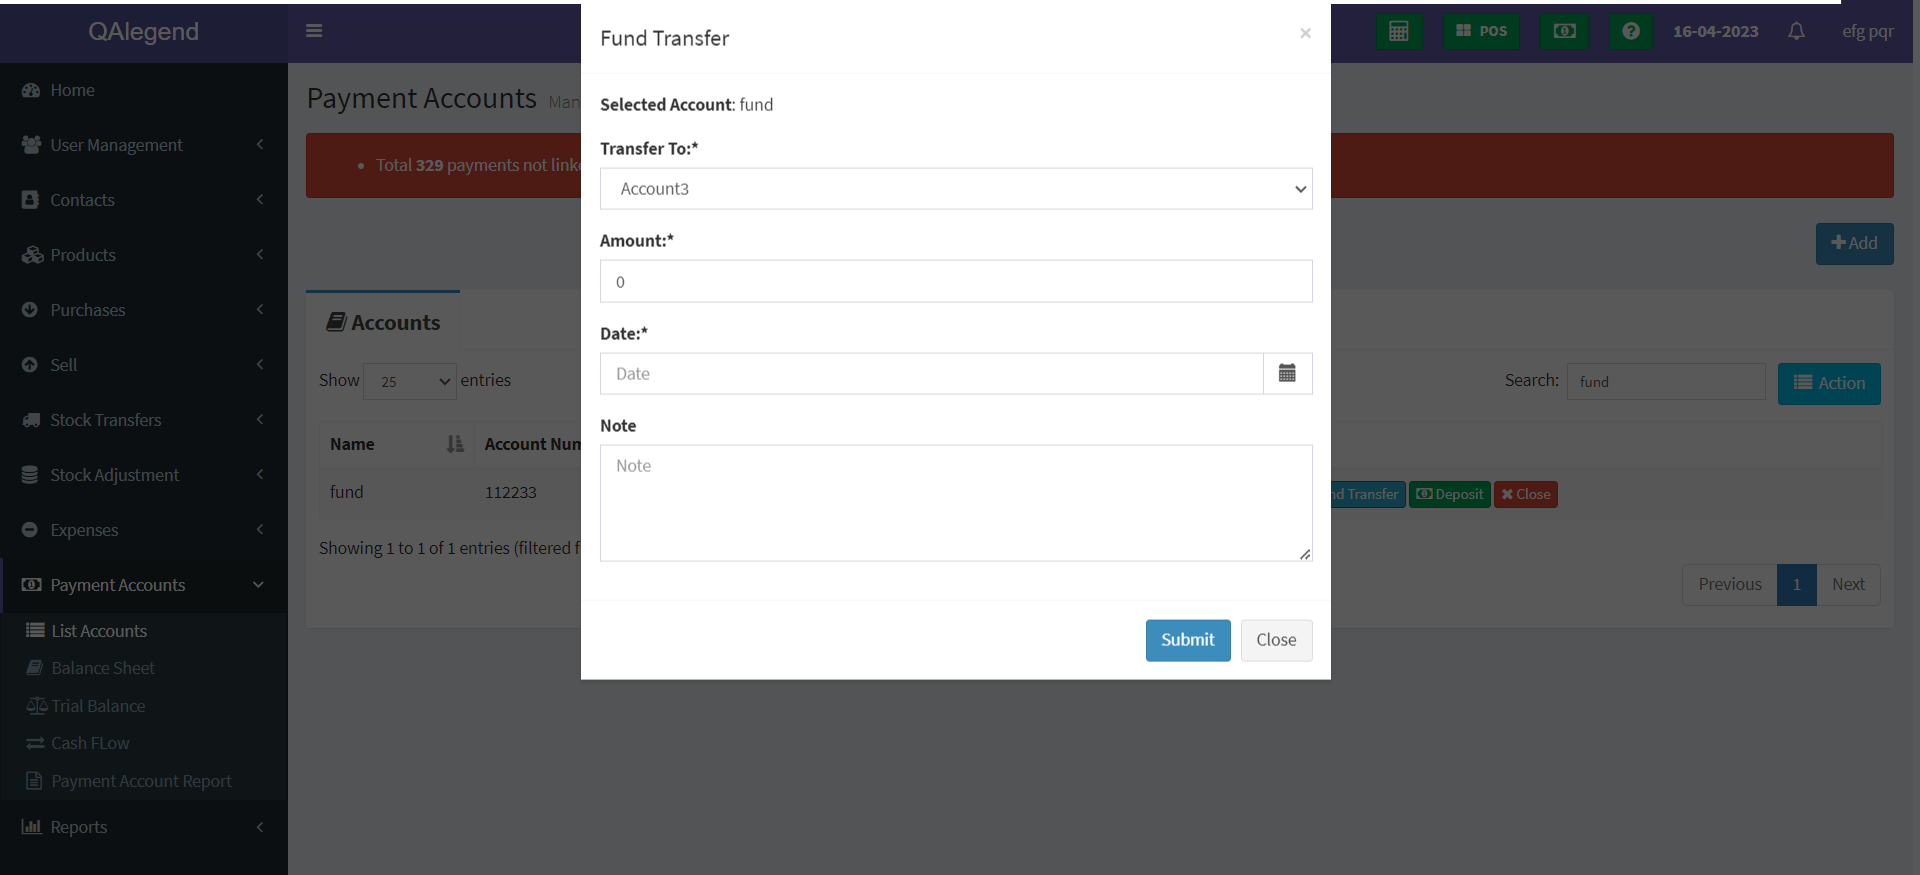 QAlegend
POS
16-04-2023
efg pqr
Home
User Management
Contacts
Products
Purchases
Sell
Stock Transfers
Stock Adjustment
Expenses
Payment Accounts
List Accounts
Balance Sheet
Trial Balance
Cash FLow
Payment Account Report
Reports
Payment Accounts
Total 329 payments not
Add
Accounts
Show 25 entries
Search: fund
Action
Name Account
fund 112233
Transfer Deposit Close
Showing 1 to 1 of 1 entries (filtered
Previous 1 Next
Fund Transfer
×
Selected Account: fund
Transfer To:*
Account3
Amount:*
0
Date:*
Date
Note
Note
Submit Close